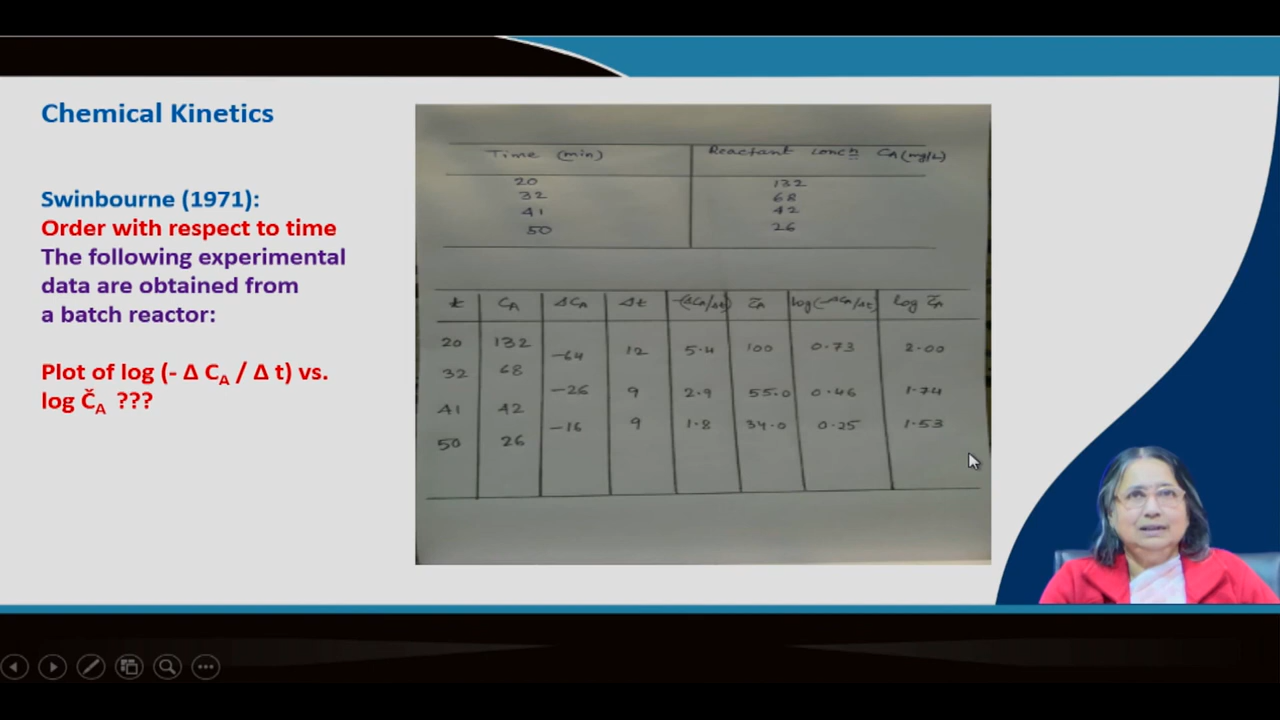 Chemical Kinetics
Swinbourne (1971):
Order with respect to time
The following experimental
data are obtained from
a batch reactor:
Plot of log (- Δ CA / Δ t) vs.
log ČA ???
Time (min) Reactant concn CA (mg/L)
20 132
32 68
41 42
50 26
t CA ΔCA Δt -(ΔCA/Δt) C̄A log(-ΔCA/Δt) log C̄A
20 132
-64 12 5.4 100 0.73 2.00
32 68
-26 9 2.9 55.0 0.46 1.74
41 42
-16 9 1.8 34.0 0.25 1.53
50 26